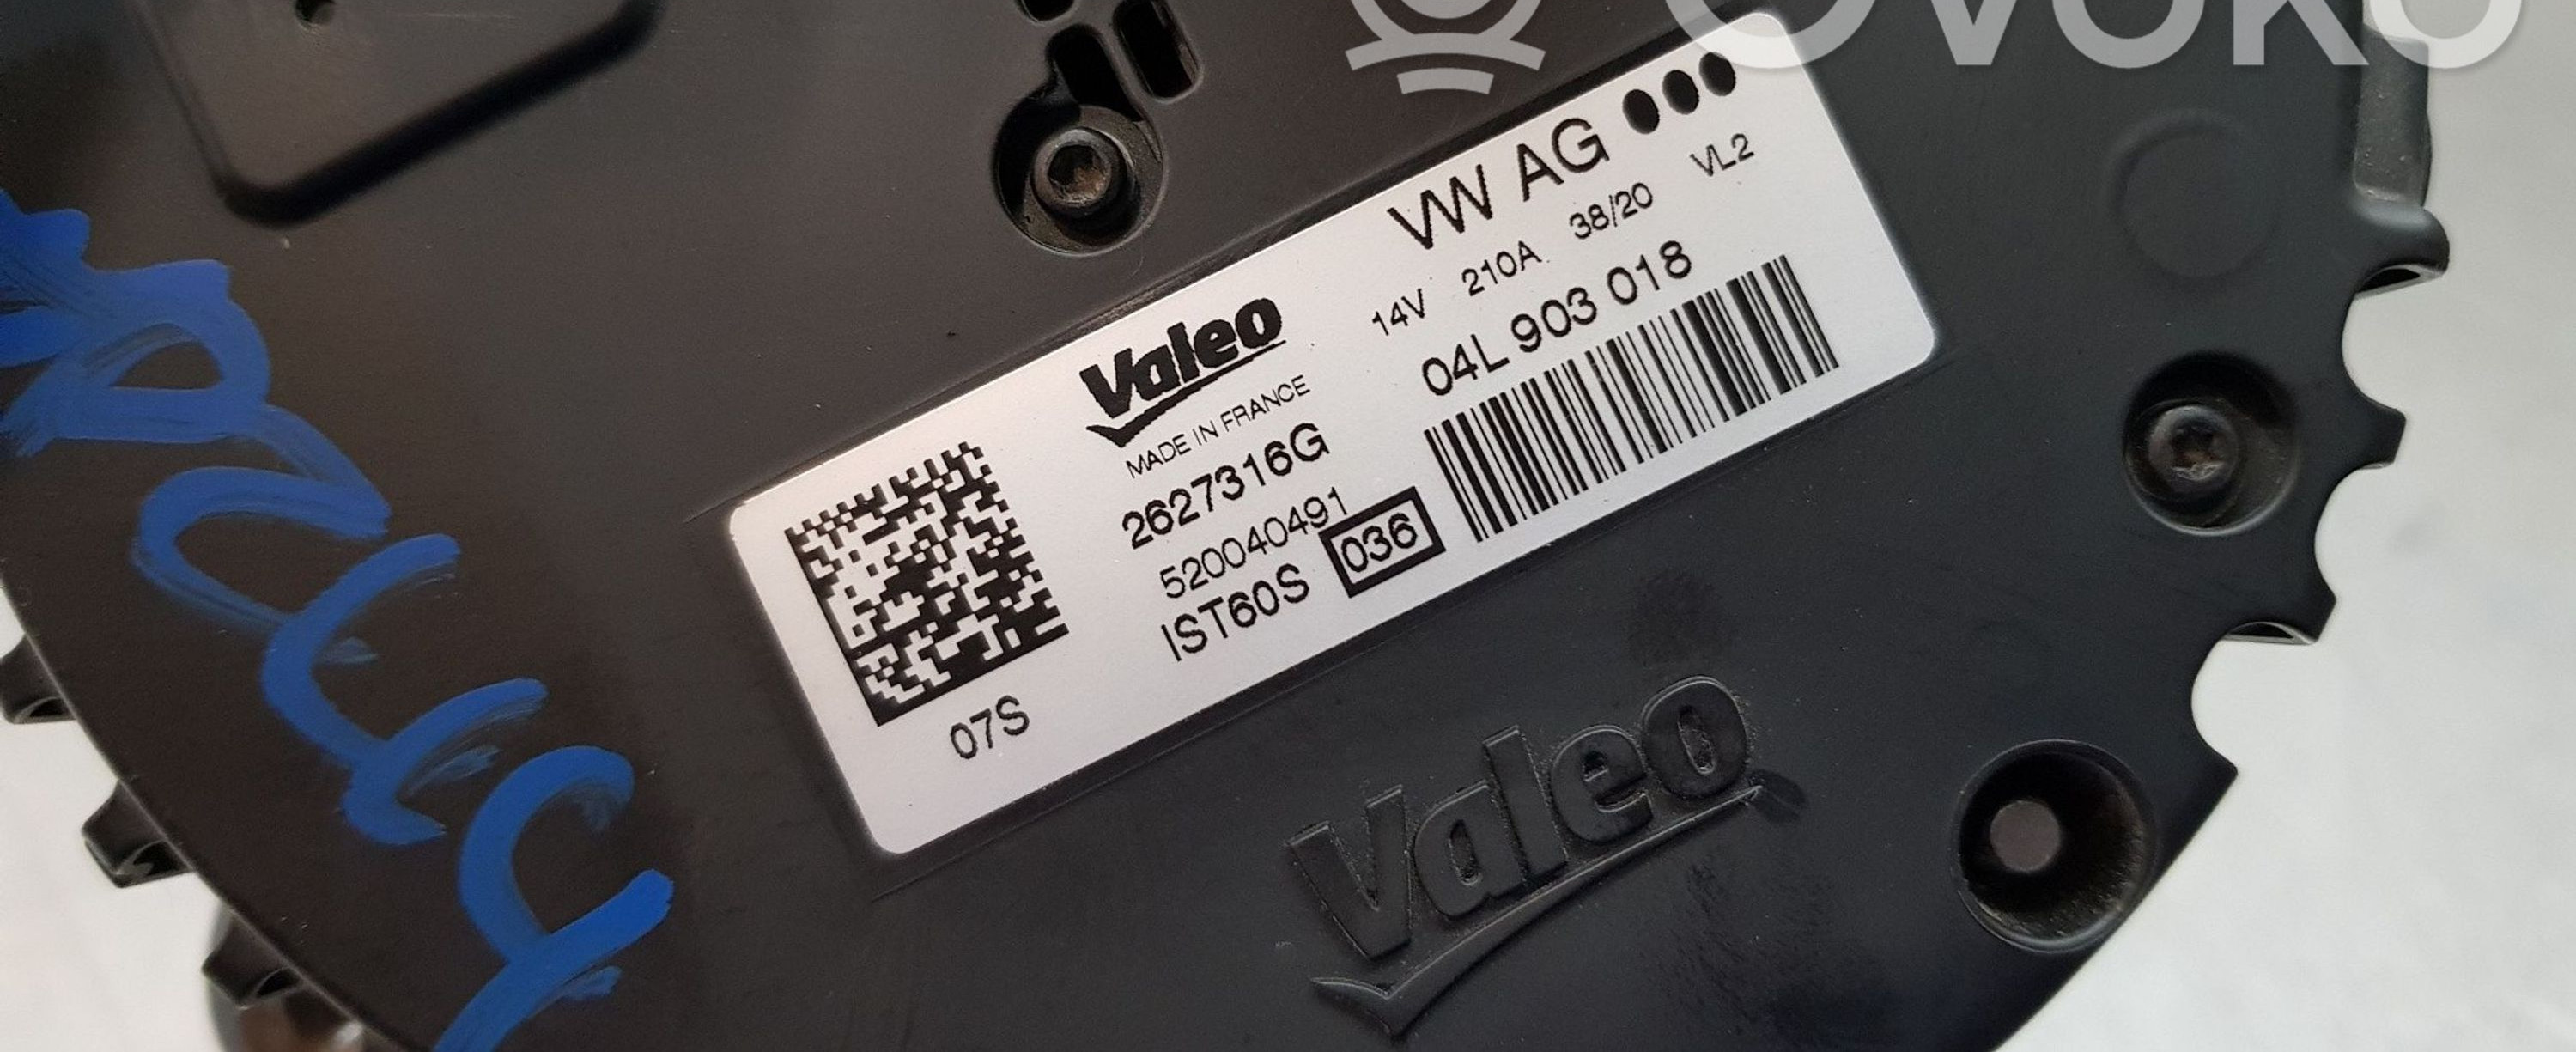 OVOKO
VW AG
14V 210A 38/20 VL2
04L 903 018
Valeo
MADE IN FRANCE
2627316G
520040491
IST60S 036
07S
Valeo